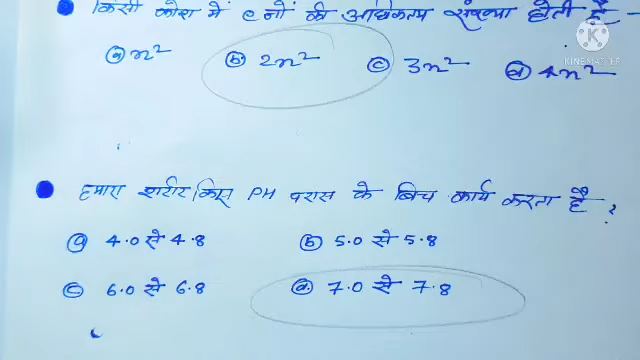 किसी कोश में e नों की अधिकतम संख्या होती है -
(a) n² (b) 2n² (c) 3n² (d) 4n²
KINEMASTER
हमारा शरीर किस PH परास के बिच कार्य करता है ?
(a) 4.0 से 4.8 (b) 5.0 से 5.8
(c) 6.0 से 6.8 (d) 7.0 से 7.8